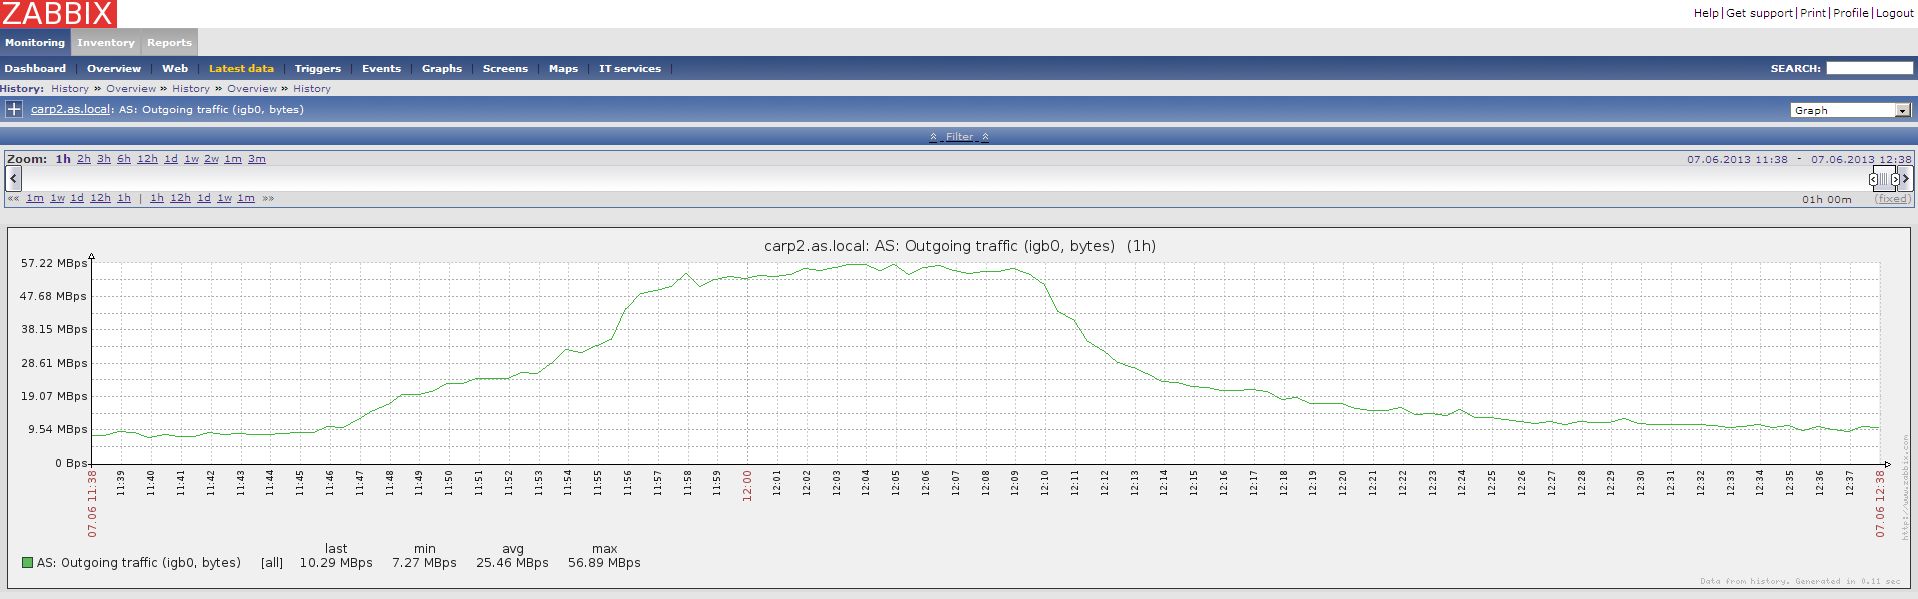 ZABBIX
Help|Get support|Print|Profile|Logout
Monitoring Inventory Reports
Dashboard | Overview | Web | Latest data | Triggers | Events | Graphs | Screens | Maps | IT services |
SEARCH:
History: History » Overview » History » Overview » History
carp2.as.local: AS: Outgoing traffic (igb0, bytes)
Graph
Filter
Zoom: 1h 2h 3h 6h 12h 1d 1w 2w 1m 3m
07.06.2013 11:38 - 07.06.2013 12:38
«« 1m 1w 1d 12h 1h | 1h 12h 1d 1w 1m »»
01h 00m (fixed)
carp2.as.local: AS: Outgoing traffic (igb0, bytes) (1h)
57.22 MBps
47.68 MBps
38.15 MBps
28.61 MBps
19.07 MBps
9.54 MBps
0 Bps
07.06 11:38 11:39 11:40 11:41 11:42 11:43 11:44 11:45 11:46 11:47 11:48 11:49 11:50 11:51 11:52 11:53 11:54 11:55 11:56 11:57 11:58 11:59 12:00 12:01 12:02 12:03 12:04 12:05 12:06 12:07 12:08 12:09 12:10 12:11 12:12 12:13 12:14 12:15 12:16 12:17 12:18 12:19 12:20 12:21 12:22 12:23 12:24 12:25 12:26 12:27 12:28 12:29 12:30 12:31 12:32 12:33 12:34 12:35 12:36 12:37 07.06 12:38
http://www.zabbix.com
last min avg max
AS: Outgoing traffic (igb0, bytes) [all] 10.29 MBps 7.27 MBps 25.46 MBps 56.89 MBps
Data from history. Generated in 0.11 sec